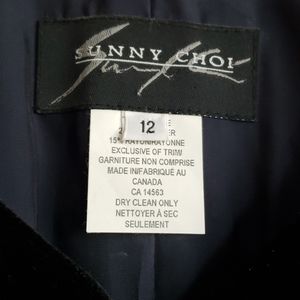 SUNNY CHOI
12
15% RAYON/RAYONNE
EXCLUSIVE OF TRIM
GARNITURE NON COMPRISE
MADE IN/FABRIQUÉ AU
CANADA
CA 14563
DRY CLEAN ONLY
NETTOYER À SEC
SEULEMENT